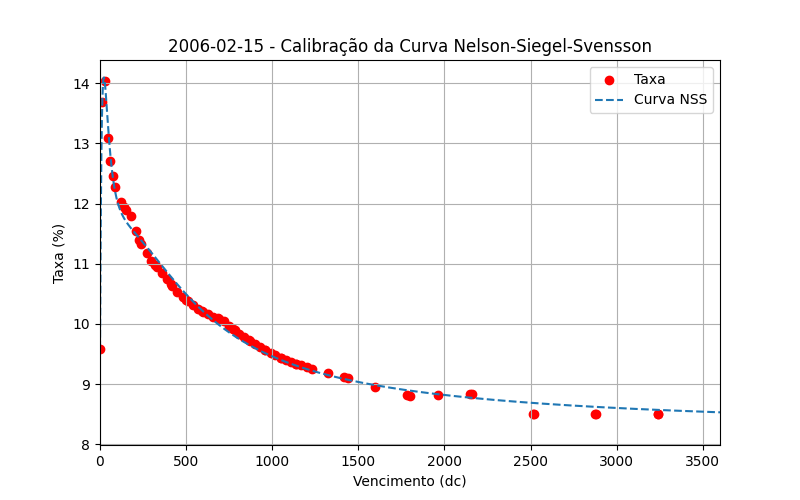 2006-02-15 - Calibração da Curva Nelson-Siegel-Svensson
Taxa
Curva NSS
Taxa (%)
14
13
12
11
10
9
8
0 500 1000 1500 2000 2500 3000 3500
Vencimento (dc)